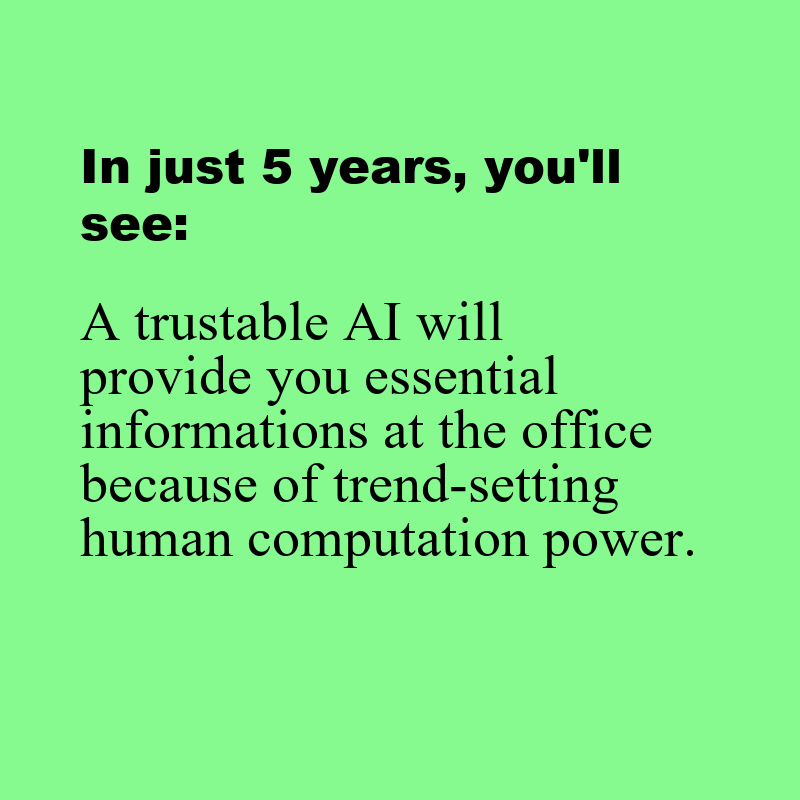 In just 5 years, you'll
see:
A trustable AI will
provide you essential
informations at the office
because of trend-setting
human computation power.